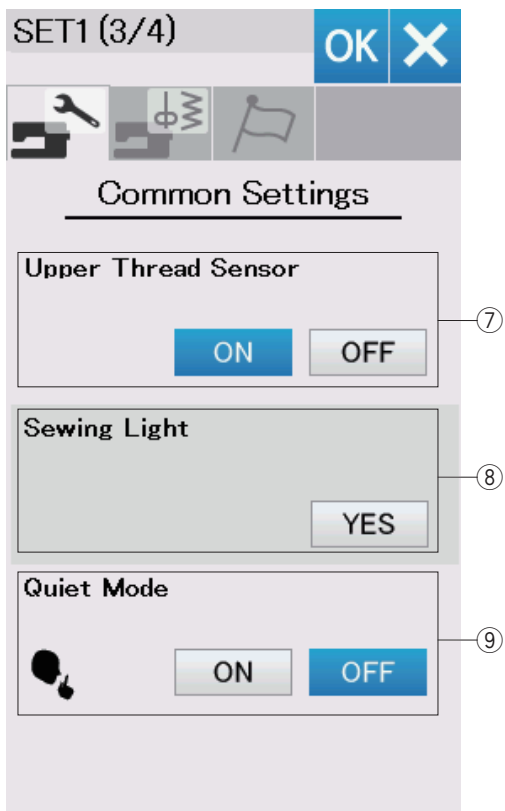 SET1 (3/4)
OK
Common Settings
Upper Thread Sensor
ON OFF
⑦
Sewing Light
YES
⑧
Quiet Mode
ON OFF
⑨